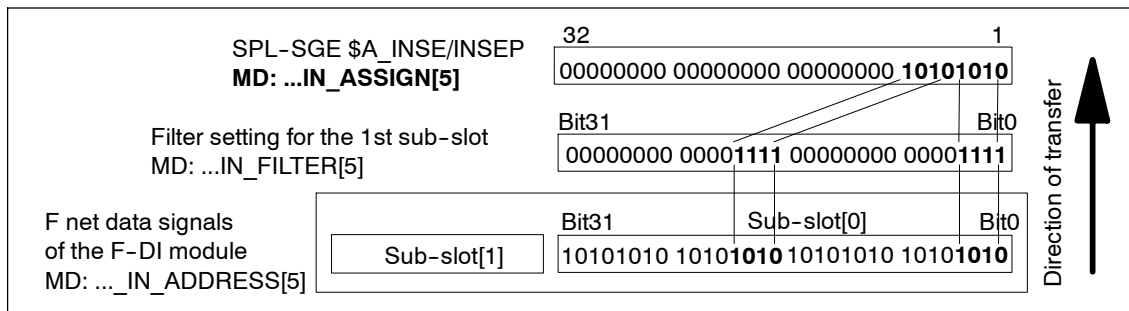 32 1
SPL-SGE $A_INSE/INSEP
MD: ...IN_ASSIGN[5]
00000000 00000000 00000000 10101010
Filter setting for the 1st sub-slot
MD: ...IN_FILTER[5]
Bit31 Bit0
00000000 00001111 00000000 00001111
F net data signals
of the F-DI module
MD: ..._IN_ADDRESS[5]
Sub-slot[1]
Bit31 Sub-slot[0] Bit0
10101010 10101010 10101010 10101010
Direction of transfer